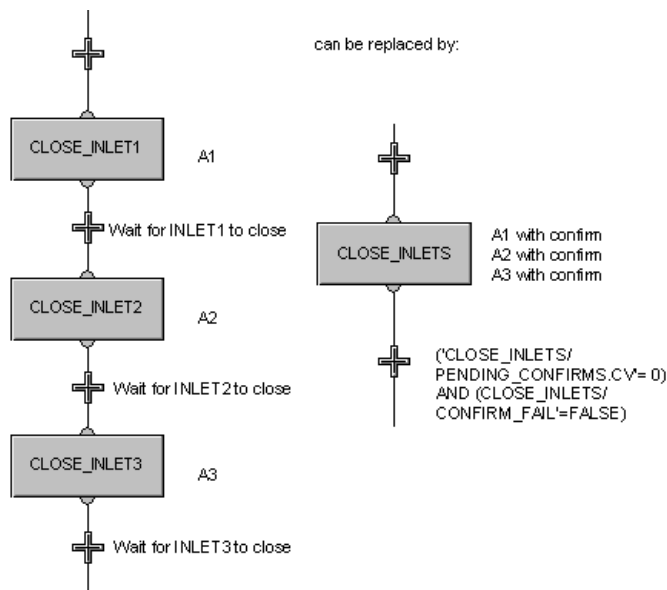 can be replaced by:
CLOSE_INLET1
A1
Wait for INLET1 to close
CLOSE_INLET2
A2
Wait for INLET2 to close
CLOSE_INLET3
A3
Wait for INLET3 to close
CLOSE_INLETS
A1 with confirm
A2 with confirm
A3 with confirm
('CLOSE_INLETS/
PENDING_CONFIRMS.CV'= 0)
AND (CLOSE_INLETS/
CONFIRM_FAIL'=FALSE)